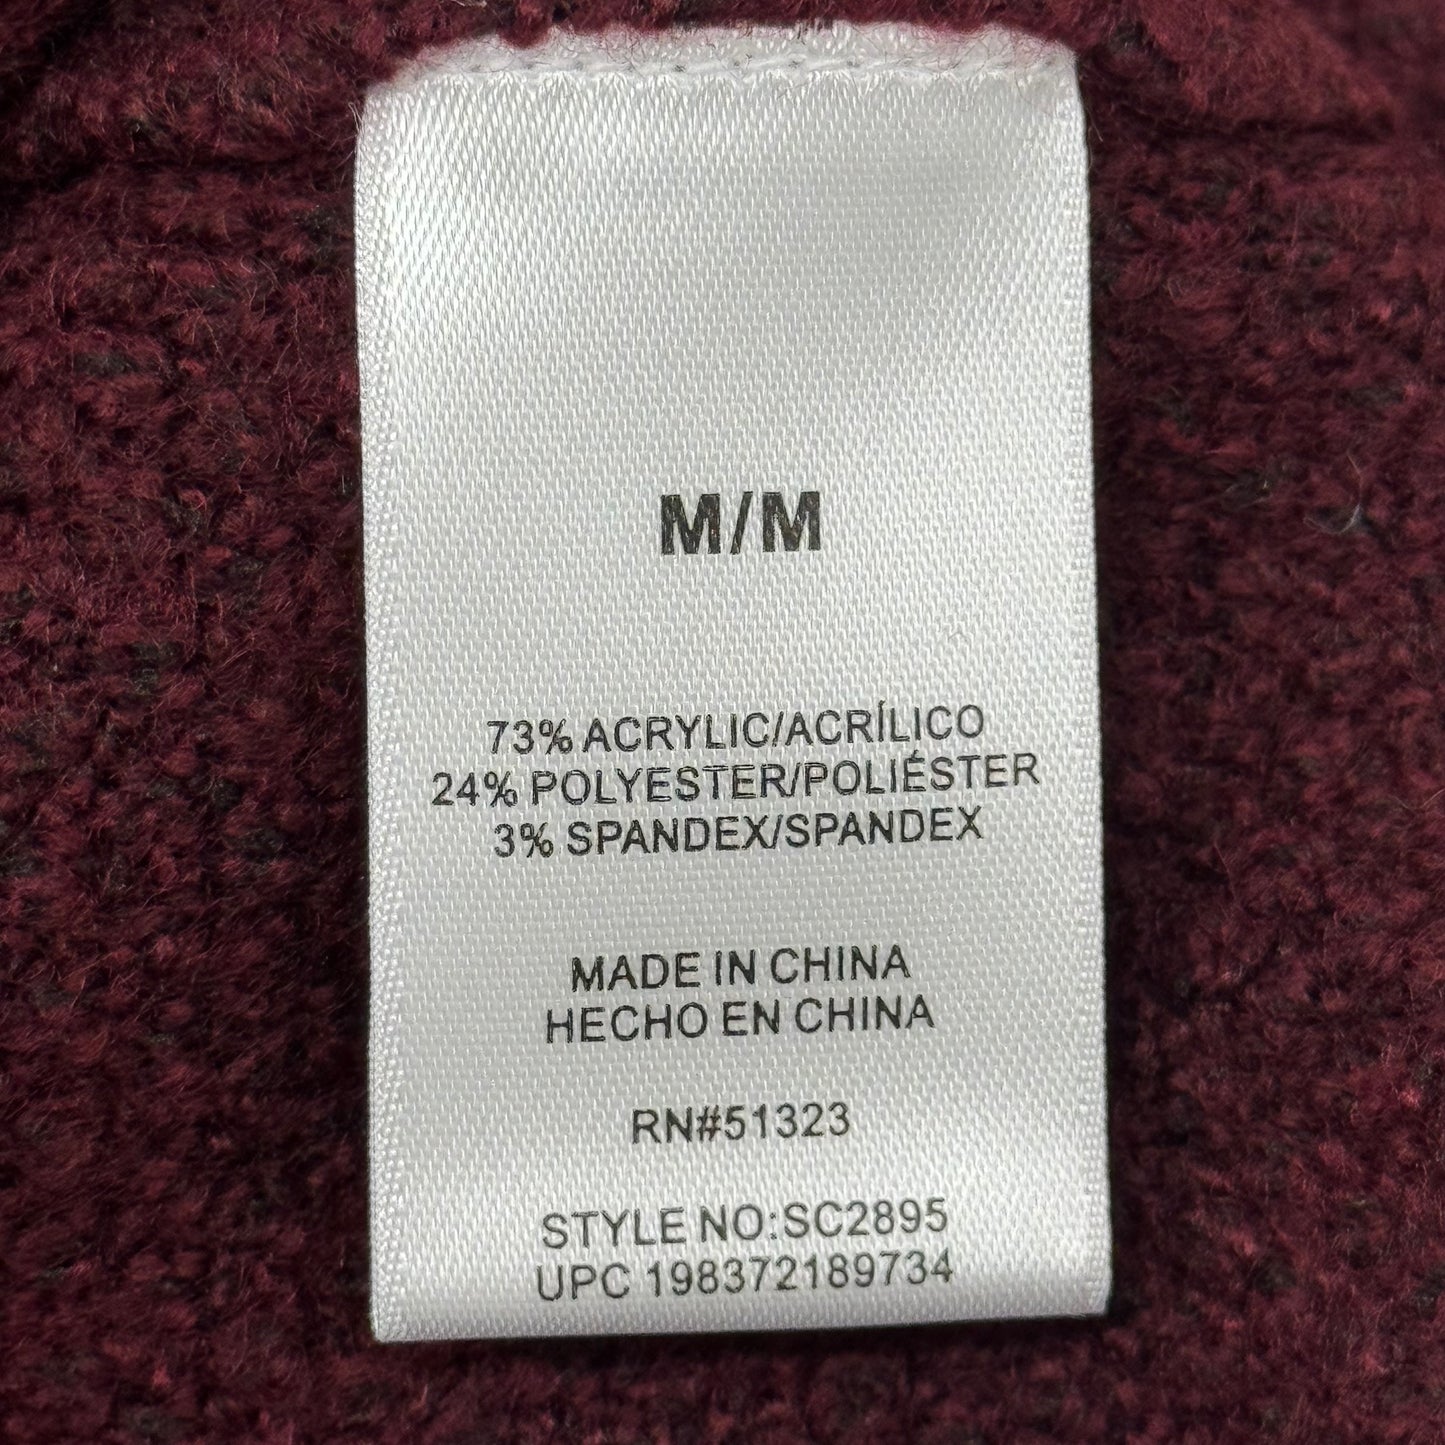 M/M
73% ACRYLIC/ACRÍLICO
24% POLYESTER/POLIÉSTER
3% SPANDEX/SPANDEX
MADE IN CHINA
HECHO EN CHINA
RN#51323
STYLE NO:SC2895
UPC 198372189734